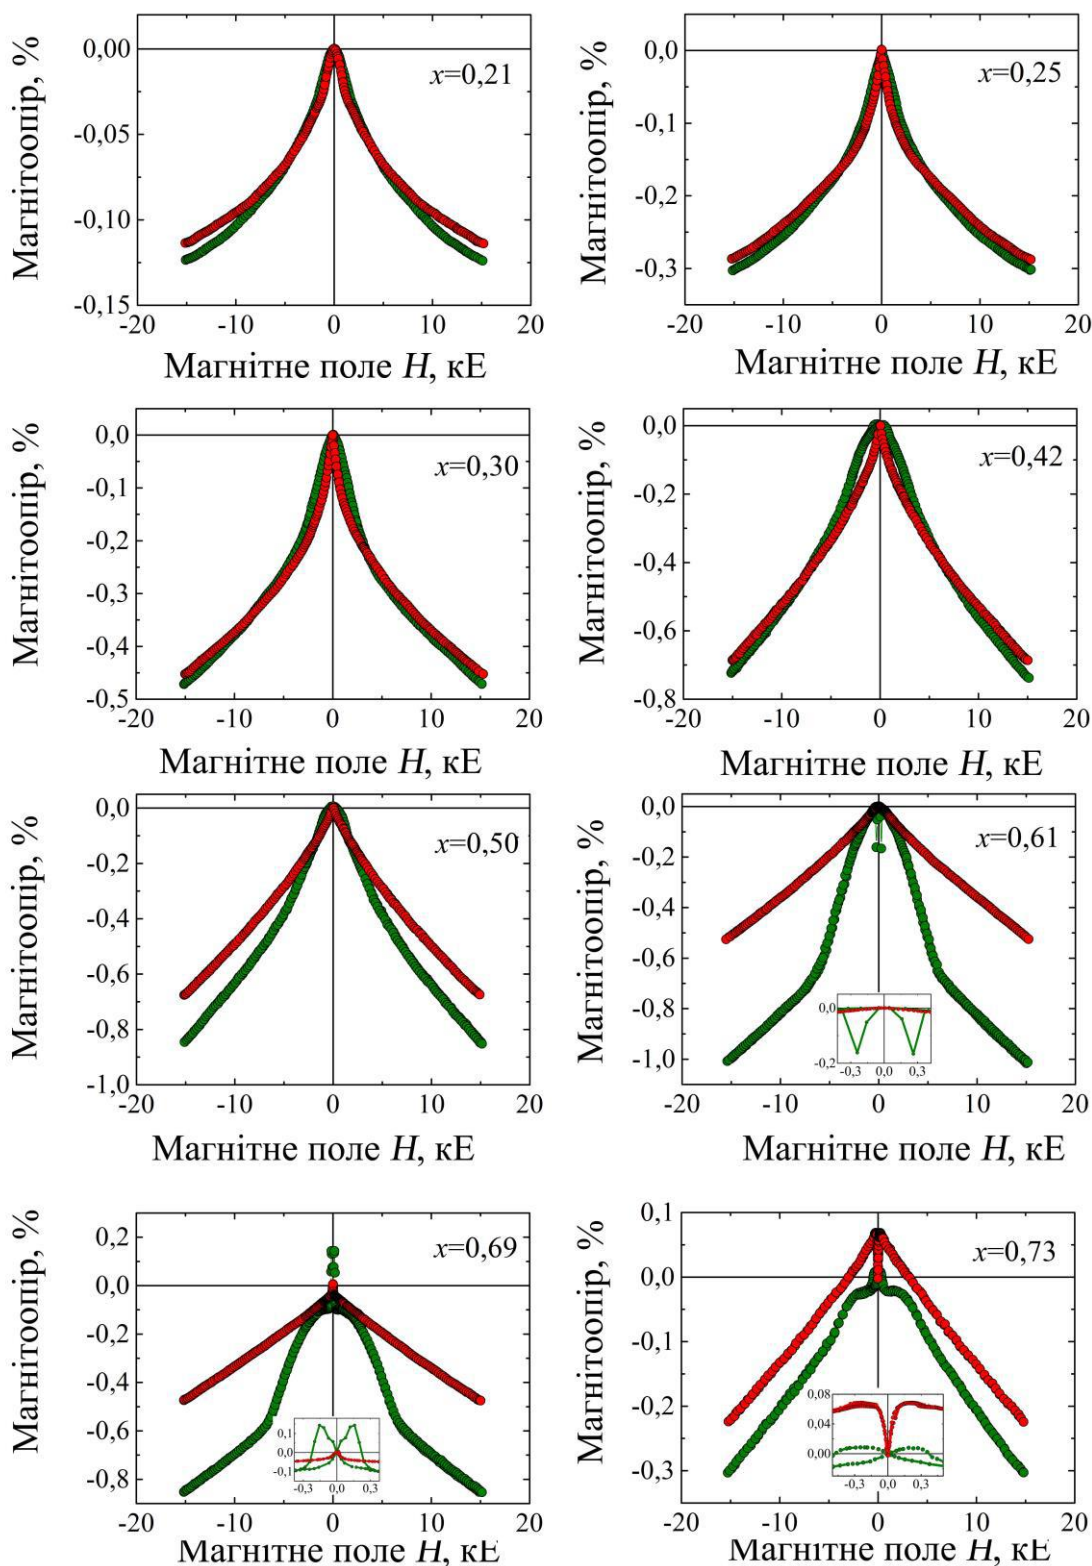 Магнітоопір, %
0,00
-0,05
-0,10
-0,15
x=0,21
-20 -10 0 10 20
Магнітне поле H, кЕ
Магнітоопір, %
0,0
-0,1
-0,2
-0,3
x=0,25
-20 -10 0 10 20
Магнітне поле H, кЕ
Магнітоопір, %
0,0
-0,1
-0,2
-0,3
-0,4
-0,5
x=0,30
-20 -10 0 10 20
Магнітне поле H, кЕ
Магнітоопір, %
0,0
-0,2
-0,4
-0,6
-0,8
x=0,42
-20 -10 0 10 20
Магнітне поле H, кЕ
Магнітоопір, %
0,0
-0,2
-0,4
-0,6
-0,8
-1,0
x=0,50
-20 -10 0 10 20
Магнітне поле H, кЕ
Магнітоопір, %
0,0
-0,2
-0,4
-0,6
-0,8
-1,0
x=0,61
0,0
-0,2
-0,3 0,0 0,3
-20 -10 0 10 20
Магнітне поле H, кЕ
Магнітоопір, %
0,2
0,0
-0,2
-0,4
-0,6
-0,8
x=0,69
0,1
0,0
-0,1
-0,3 0,0 0,3
-20 -10 0 10 20
Магнітне поле H, кЕ
Магнітоопір, %
0,1
0,0
-0,1
-0,2
-0,3
x=0,73
0,08
0,04
0,00
-0,3 0,0 0,3
-20 -10 0 10 20
Магнітне поле H, кЕ